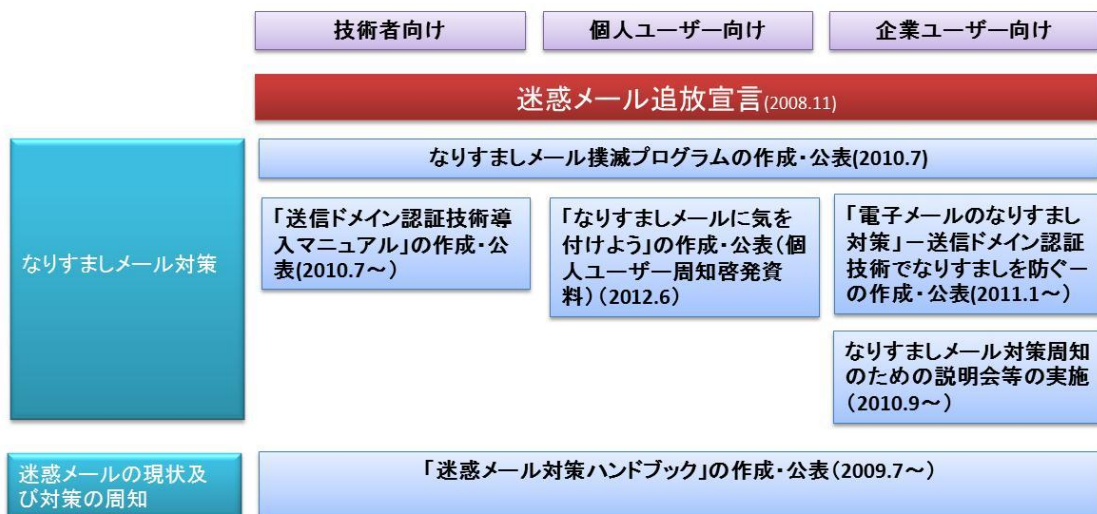 技術者向け
個人ユーザー向け
企業ユーザー向け
迷惑メール追放宣言(2008.11)
なりすましメール対策
なりすましメール撲滅プログラムの作成・公表(2010.7)
「送信ドメイン認証技術導
入マニュアル」の作成・公
表(2010.7～)
「なりすましメールに気を
付けよう」の作成・公表(個
人ユーザー周知啓発資
料)(2012.6)
「電子メールのなりすまし
対策」－送信ドメイン認証
技術でなりすましを防ぐ－
の作成・公表(2011.1～)
なりすましメール対策周知
のための説明会等の実施
(2010.9～)
迷惑メールの現状及
び対策の周知
「迷惑メール対策ハンドブック」の作成・公表(2009.7～)